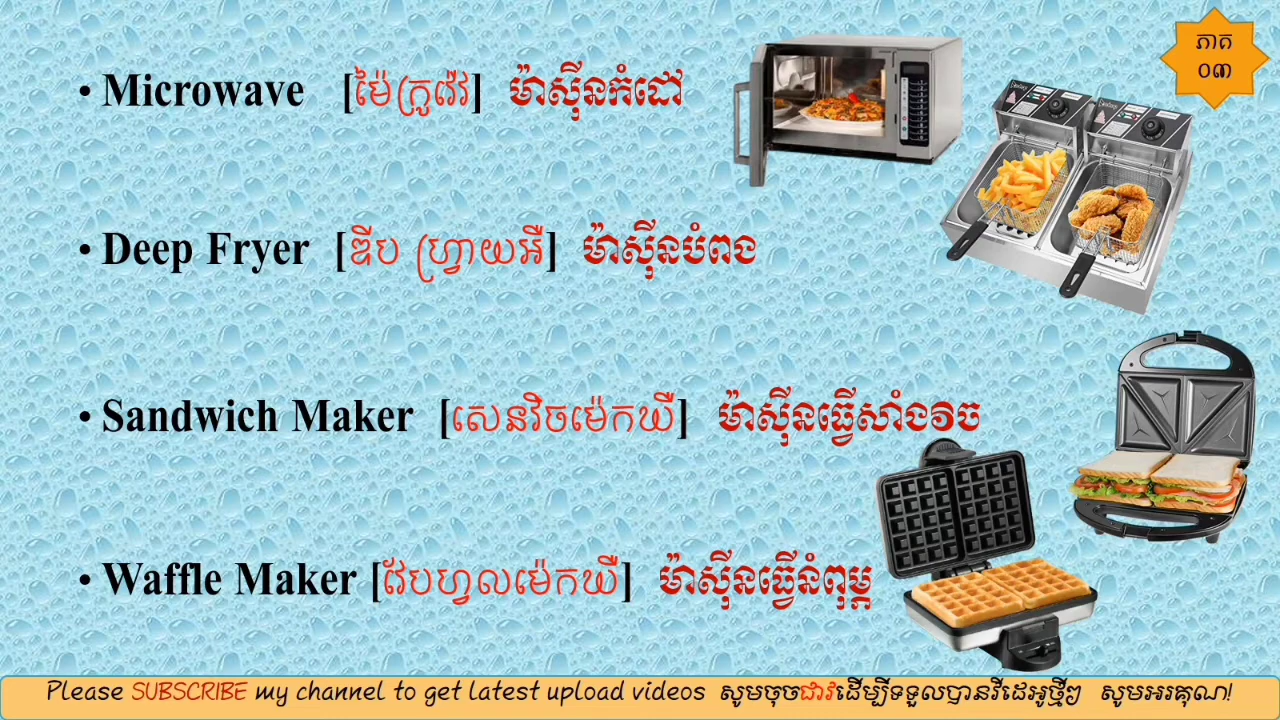 ភាគ
០៣
• Microwave [ម៉ៃក្រូវ៉េវ] ម៉ាស៊ីនកំដៅ
• Deep Fryer [ឌីប ហ្វ្រាយអឺ] ម៉ាស៊ីនបំពង
• Sandwich Maker [សេនវិចម៉េកឃឺ] ម៉ាស៊ីនធ្វើសាំងវិច
• Waffle Maker [វ៉ែបហ្វលម៉េកឃឺ] ម៉ាស៊ីនធ្វើនំពុម្ព
Please SUBSCRIBE my channel to get latest upload videos សូមចុចជាវដើម្បីទទួលបានវីដេអូថ្មីៗ សូមអរគុណ!